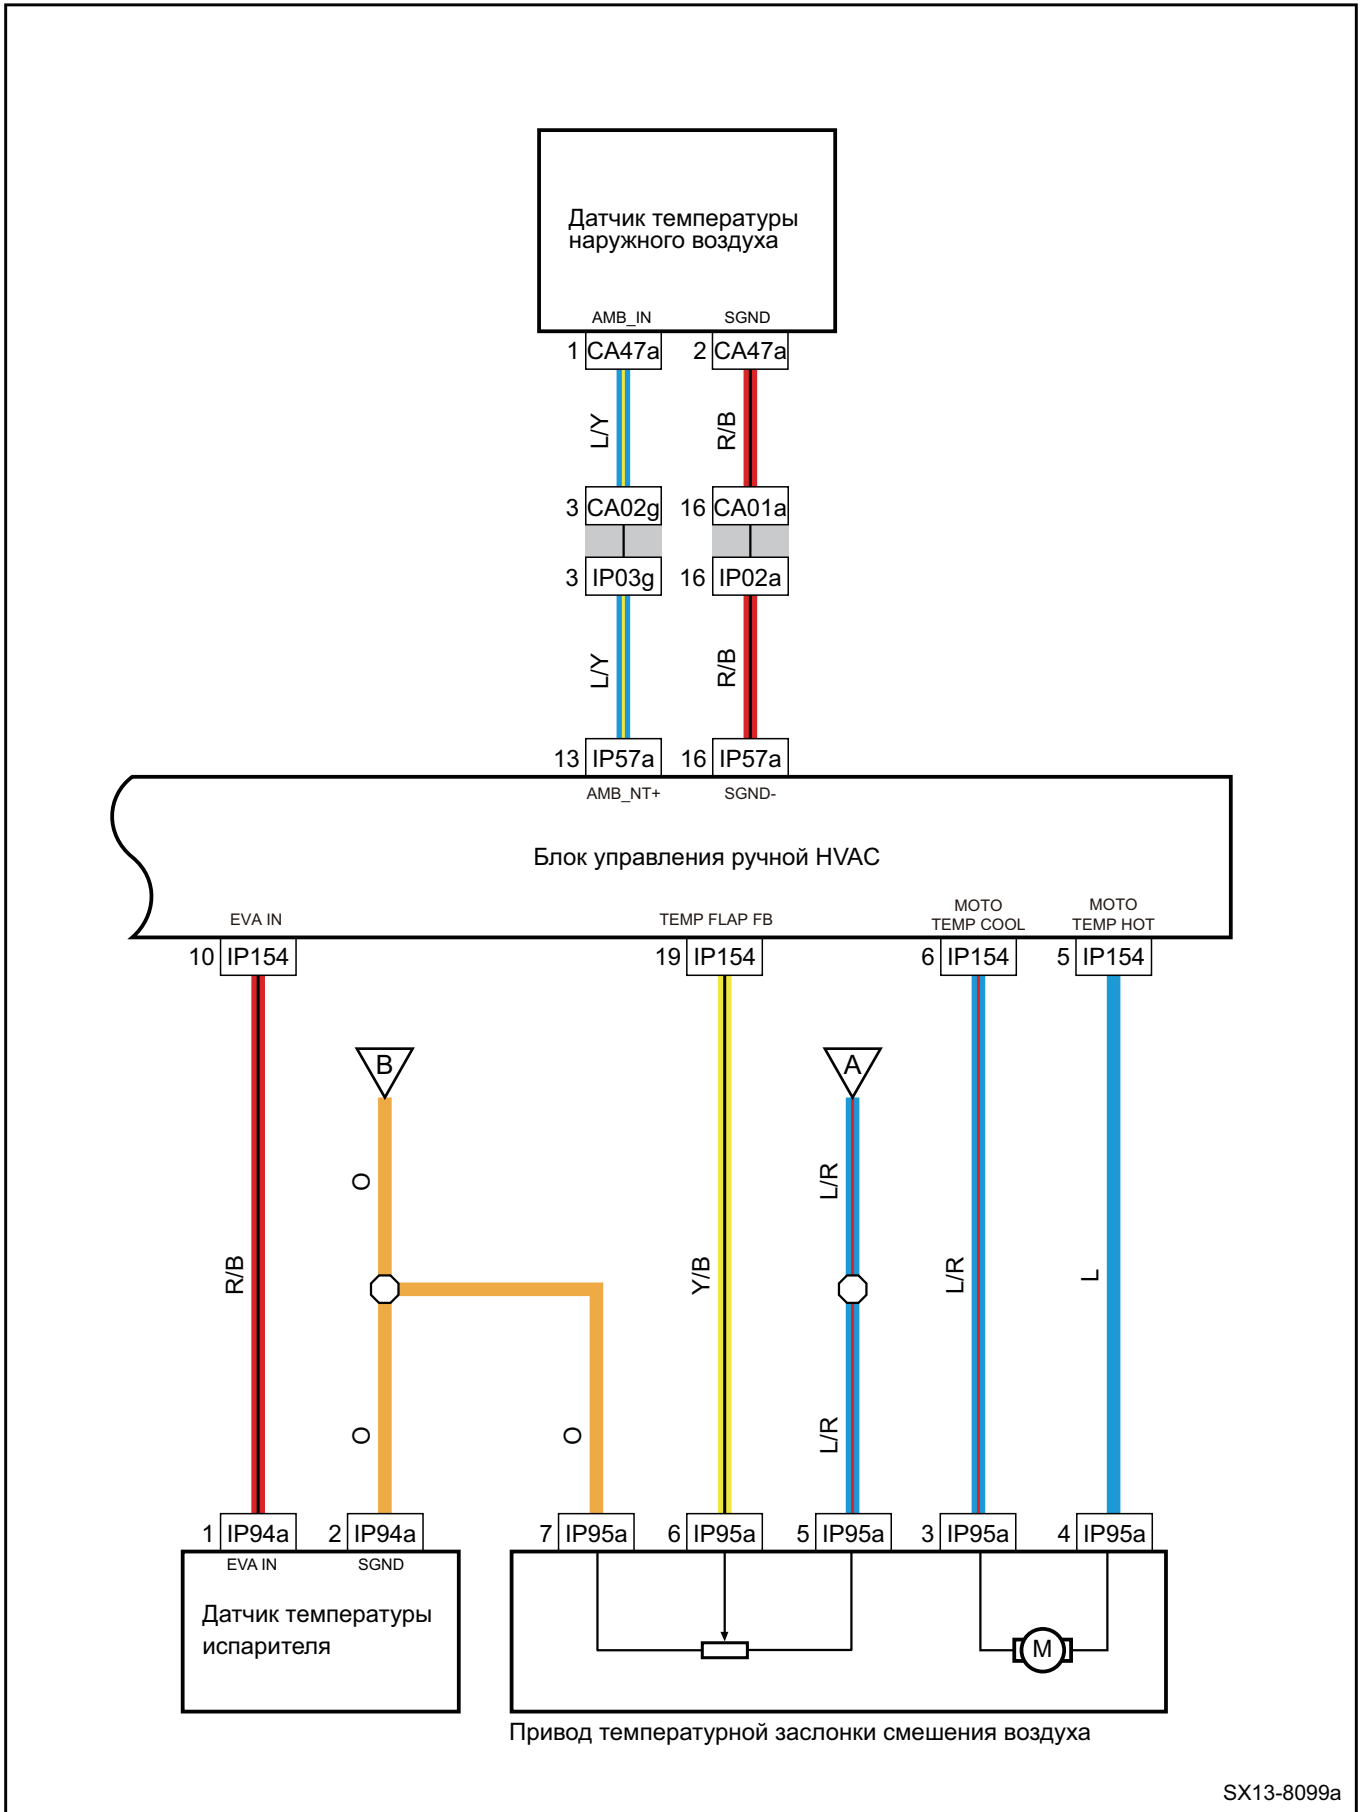 Датчик температуры
наружного воздуха
AMB_IN SGND
1 CA47a 2 CA47a
L/Y R/B
3 CA02g 16 CA01a
3 IP03g 16 IP02a
L/Y R/B
13 IP57a 16 IP57a
AMB_NT+ SGND-
Блок управления ручной HVAC
EVA IN TEMP FLAP FB MOTO TEMP COOL MOTO TEMP HOT
10 IP154 19 IP154 6 IP154 5 IP154
B A
O L/R
R/B Y/B L/R L
O O L/R
1 IP94a 2 IP94a 7 IP95a 6 IP95a 5 IP95a 3 IP95a 4 IP95a
EVA IN SGND
Датчик температуры
испарителя
M
Привод температурной заслонки смешения воздуха
SX13-8099a